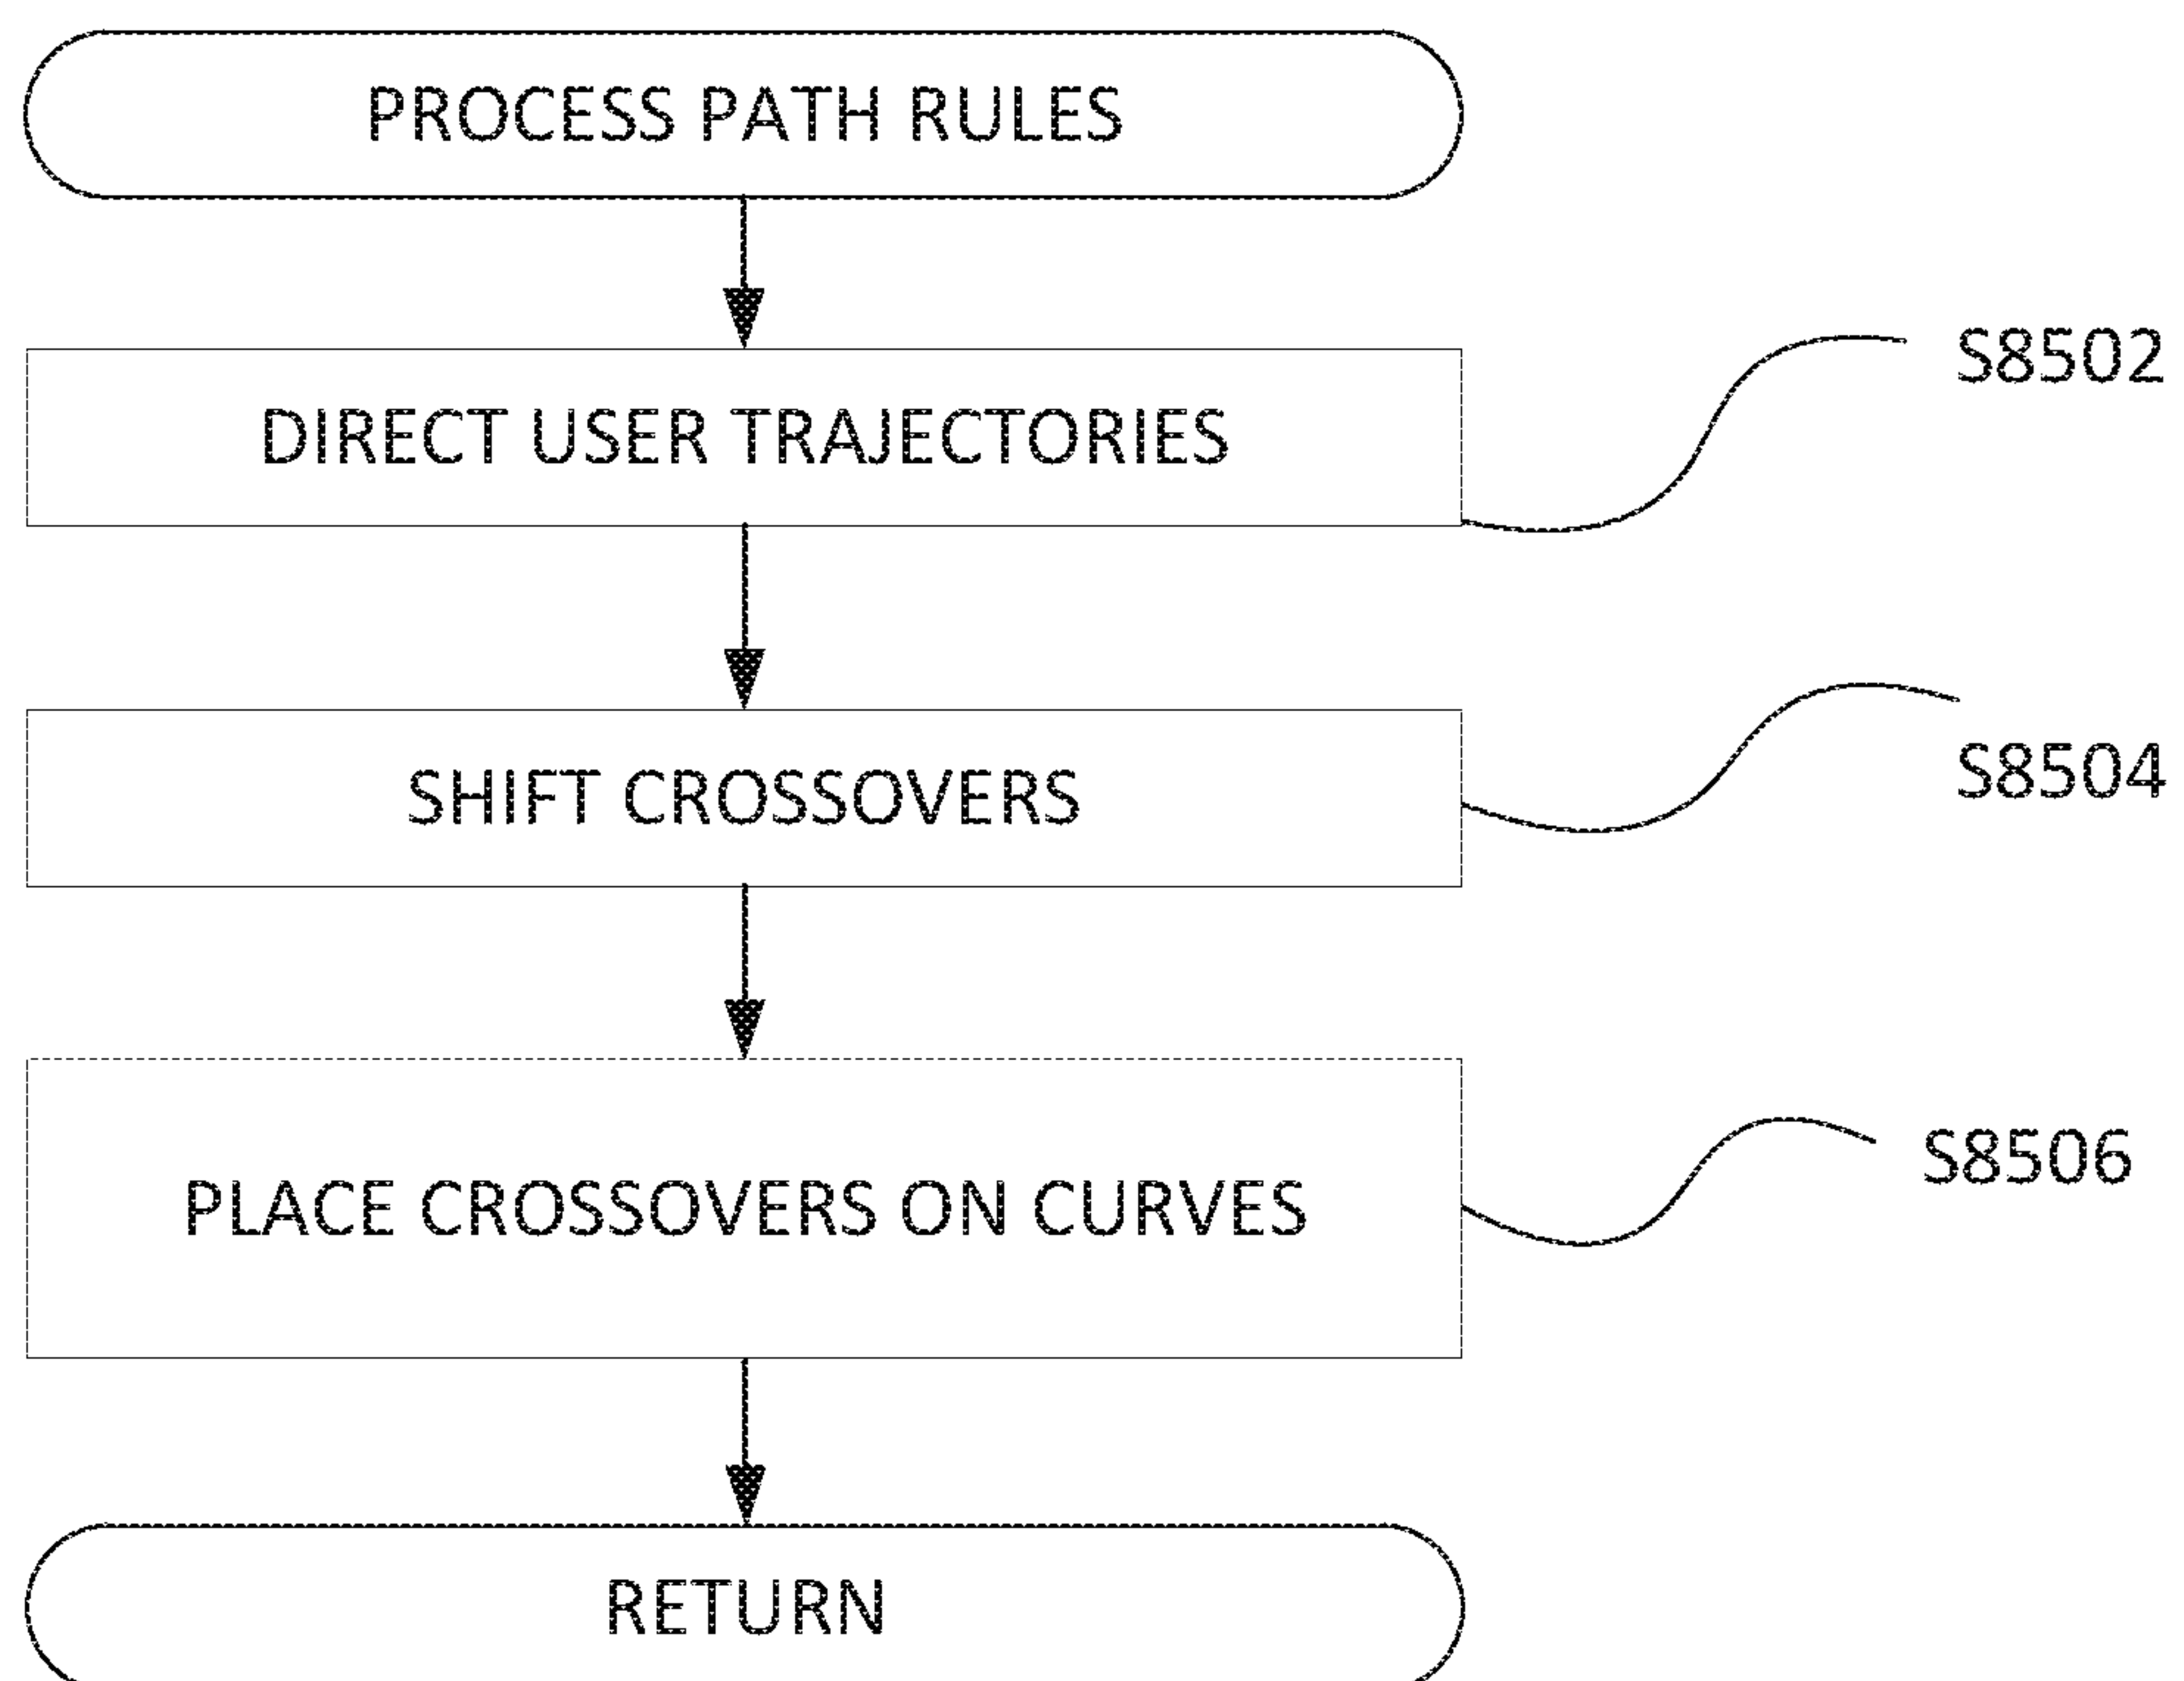 PROCESS PATH RULES
S8502
DIRECT USER TRAJECTORIES
S8504
SHIFT CROSSOVERS
S8506
PLACE CROSSOVERS ON CURVES
RETURN